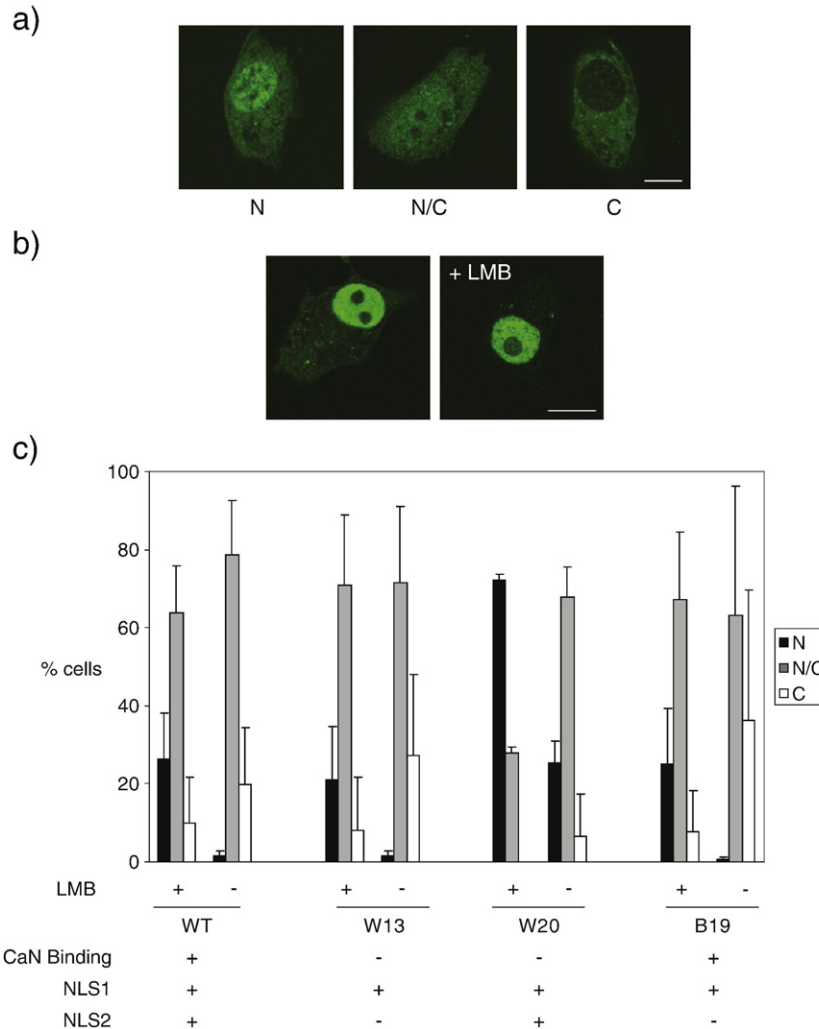 a)
N N/C C
b)
+ LMB
c)
100
80
60
40
20
0
% cells
N
N/C
C
LMB + - + - + - + -
WT W13 W20 B19
CaN Binding + - - +
NLS1 + + + +
NLS2 + - + -